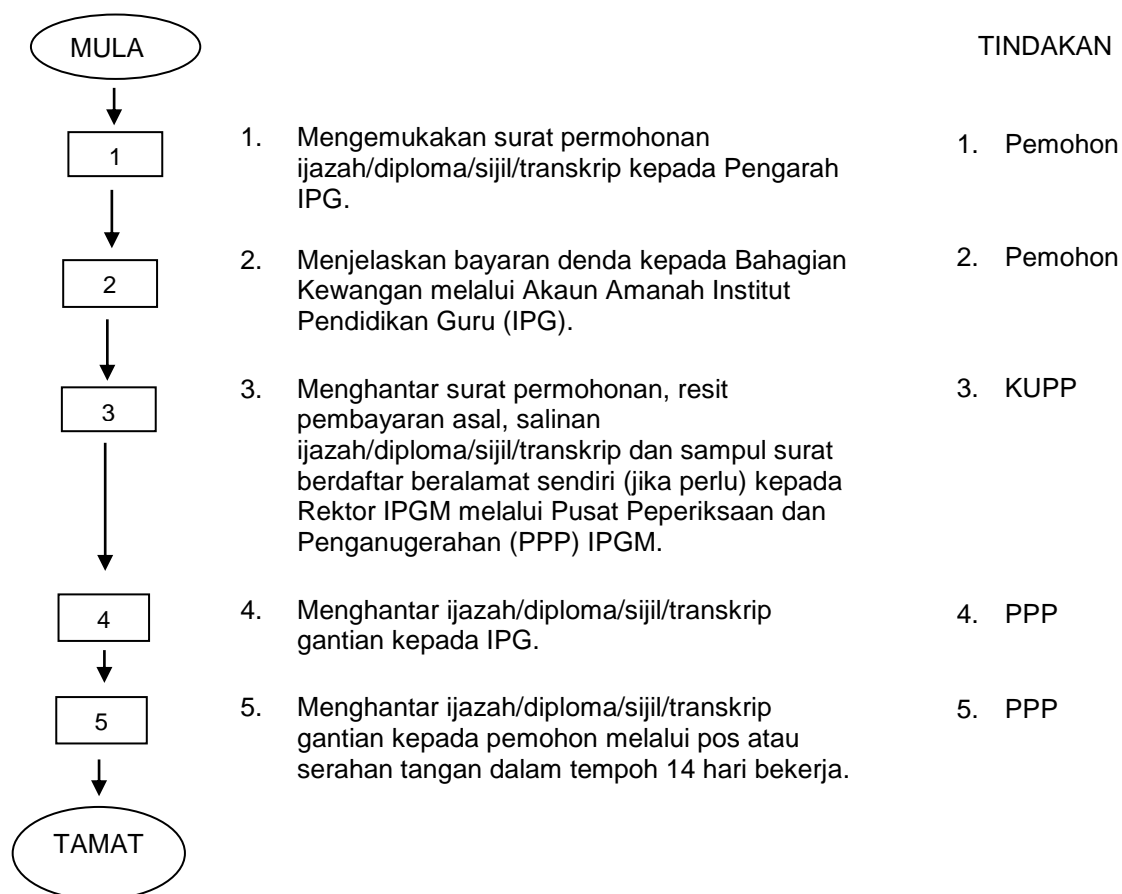 MULA
TINDAKAN
1
1. Mengemukakan surat permohonan
ijazah/diploma/sijil/transkrip kepada Pengarah
IPG.
1. Pemohon
2
2. Menjelaskan bayaran denda kepada Bahagian
Kewangan melalui Akaun Amanah Institut
Pendidikan Guru (IPG).
2. Pemohon
3
3. Menghantar surat permohonan, resit
pembayaran asal, salinan
ijazah/diploma/sijil/transkrip dan sampul surat
berdaftar beralamat sendiri (jika perlu) kepada
Rektor IPGM melalui Pusat Peperiksaan dan
Penganugerahan (PPP) IPGM.
3. KUPP
4
4. Menghantar ijazah/diploma/sijil/transkrip
gantian kepada IPG.
4. PPP
5
5. Menghantar ijazah/diploma/sijil/transkrip
gantian kepada pemohon melalui pos atau
serahan tangan dalam tempoh 14 hari bekerja.
5. PPP
TAMAT